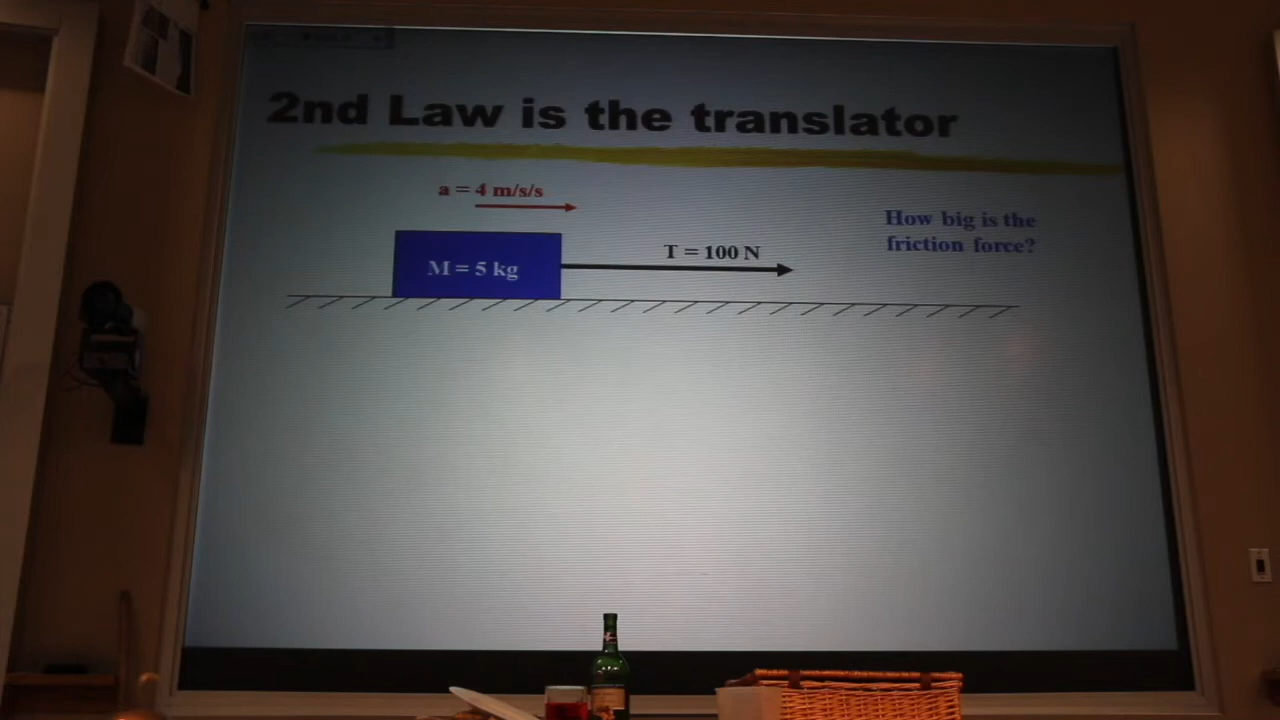 2nd Law is the translator
a = 4 m/s/s
How big is the
friction force?
T = 100 N
M = 5 kg